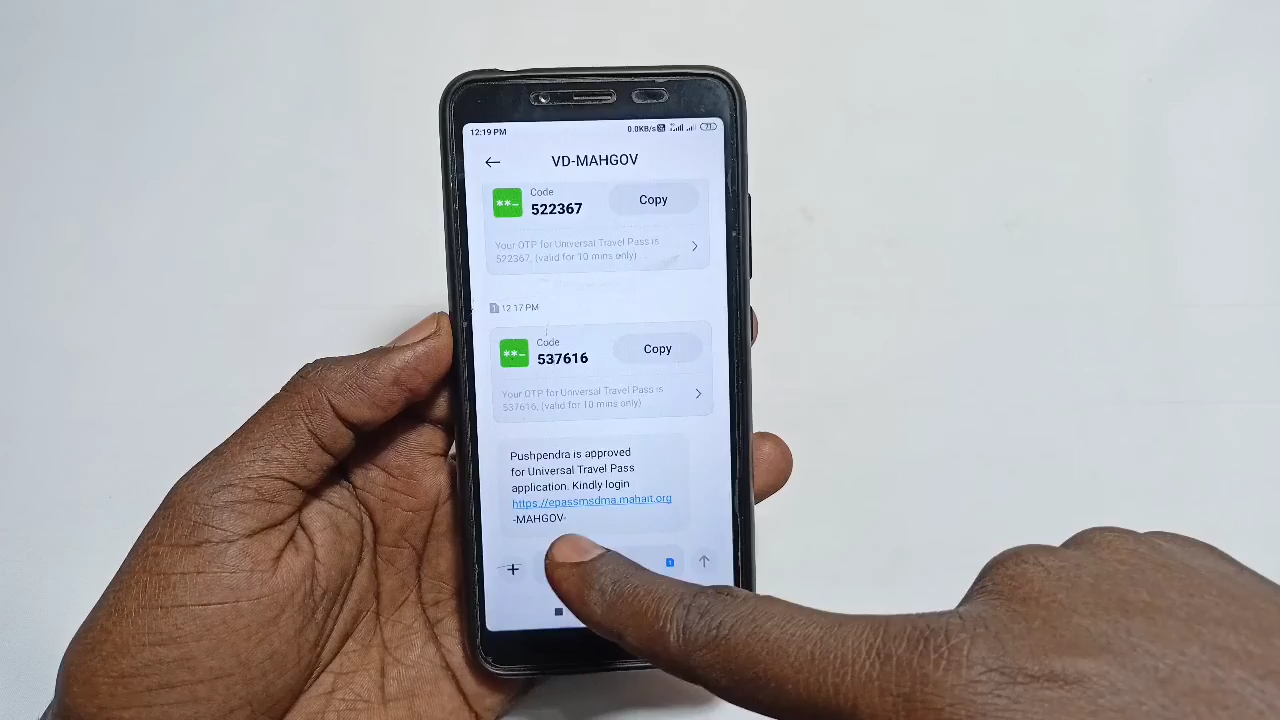 12:19 PM
0.0KB/s
71
VD-MAHGOV
Code
522367
Copy
Your OTP for Universal Travel Pass is
522367, (valid for 10 mins only) ...
1 12:17 PM
Code
537616
Copy
Your OTP for Universal Travel Pass is
537616, (valid for 10 mins only)
Pushpendra is approved
for Universal Travel Pass
application. Kindly login
https://epassmsdma.mahait.org
-MAHGOV-